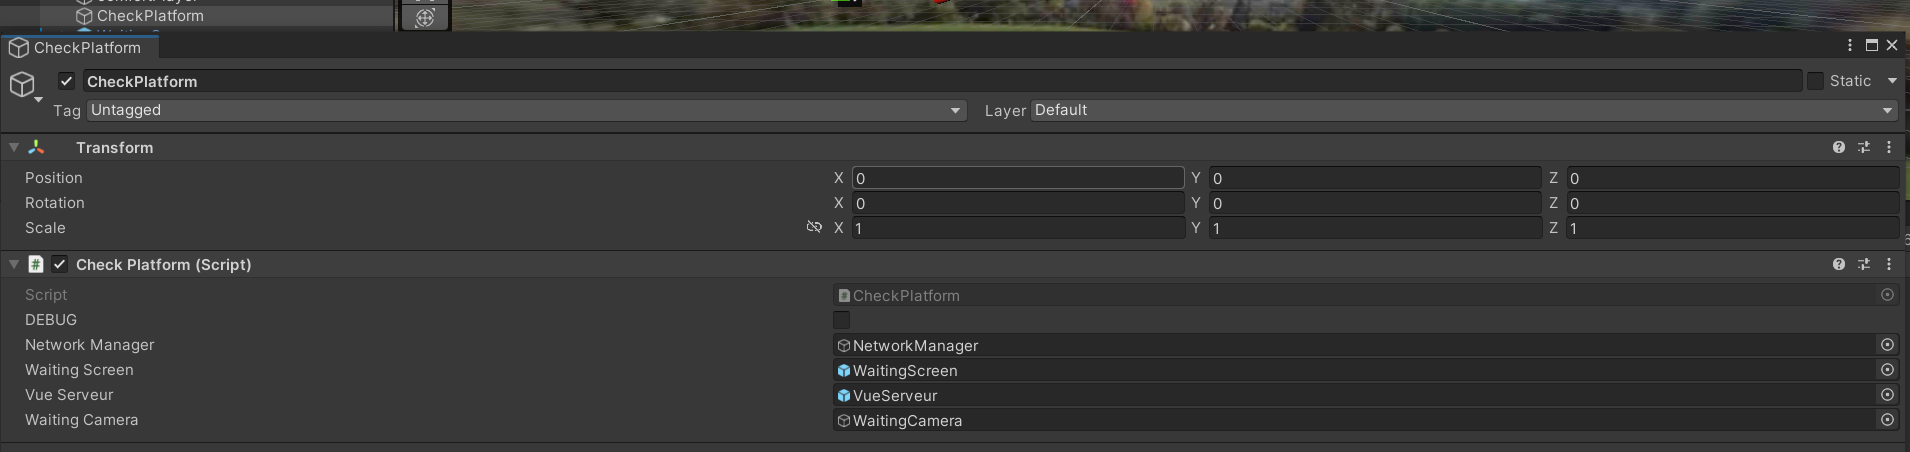 CheckPlatform
CheckPlatform
CheckPlatform
Static
Tag Untagged
Layer Default
Transform
Position X 0 Y 0 Z 0
Rotation X 0 Y 0 Z 0
Scale X 1 Y 1 Z 1
# Check Platform (Script)
Script # CheckPlatform
DEBUG
Network Manager NetworkManager
Waiting Screen WaitingScreen
Vue Serveur VueServeur
Waiting Camera WaitingCamera